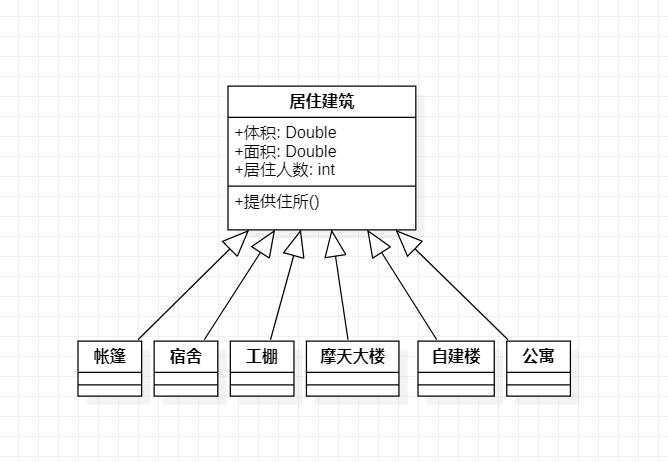 居住建筑
+体积: Double
+面积: Double
+居住人数: int
+提供住所()
帐篷
宿舍
工棚
摩天大楼
自建楼
公寓